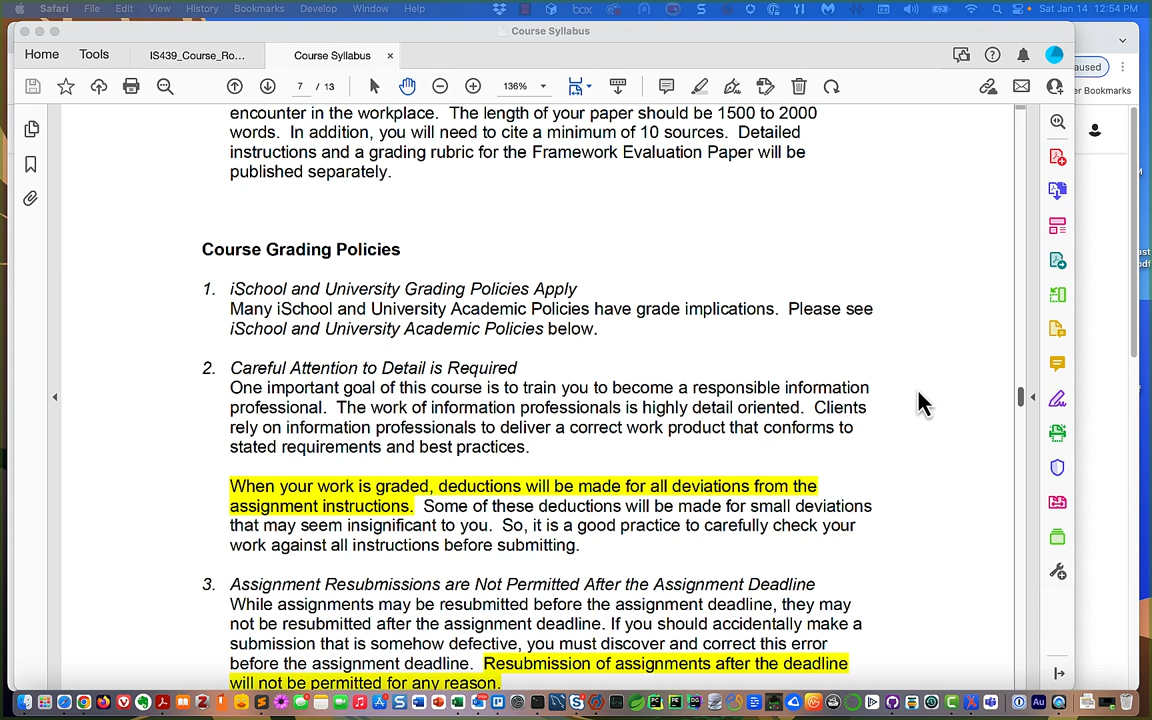 Safari File Edit View History Bookmarks Develop Window Help box Sat Jan 14 12:54 PM
Course Syllabus
Home Tools IS439_Course_Ro... Course Syllabus ×
7 / 13 136%
aused
er Bookmarks
encounter in the workplace. The length of your paper should be 1500 to 2000
words. In addition, you will need to cite a minimum of 10 sources. Detailed
instructions and a grading rubric for the Framework Evaluation Paper will be
published separately.
Course Grading Policies
1. iSchool and University Grading Policies Apply
Many iSchool and University Academic Policies have grade implications. Please see
iSchool and University Academic Policies below.
2. Careful Attention to Detail is Required
One important goal of this course is to train you to become a responsible information
professional. The work of information professionals is highly detail oriented. Clients
rely on information professionals to deliver a correct work product that conforms to
stated requirements and best practices.
When your work is graded, deductions will be made for all deviations from the
assignment instructions. Some of these deductions will be made for small deviations
that may seem insignificant to you. So, it is a good practice to carefully check your
work against all instructions before submitting.
3. Assignment Resubmissions are Not Permitted After the Assignment Deadline
While assignments may be resubmitted before the assignment deadline, they may
not be resubmitted after the assignment deadline. If you should accidentally make a
submission that is somehow defective, you must discover and correct this error
before the assignment deadline. Resubmission of assignments after the deadline
will not be permitted for any reason.